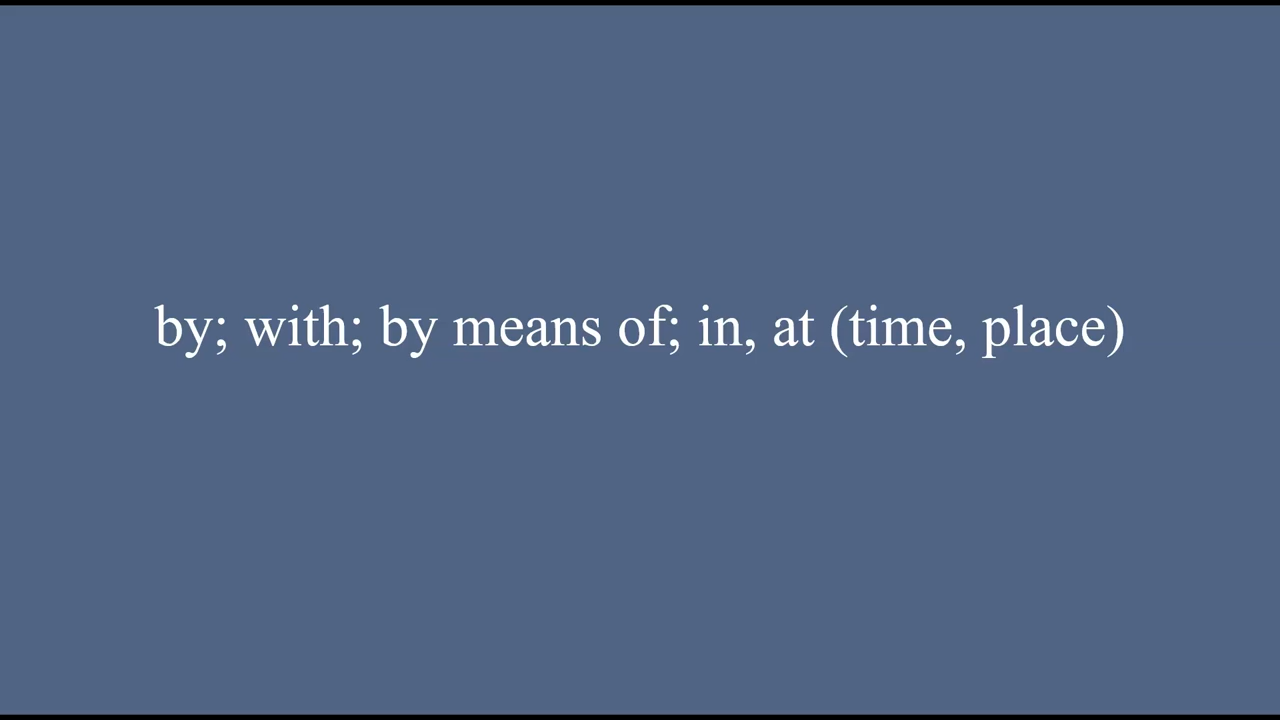 by; with; by means of; in, at (time, place)